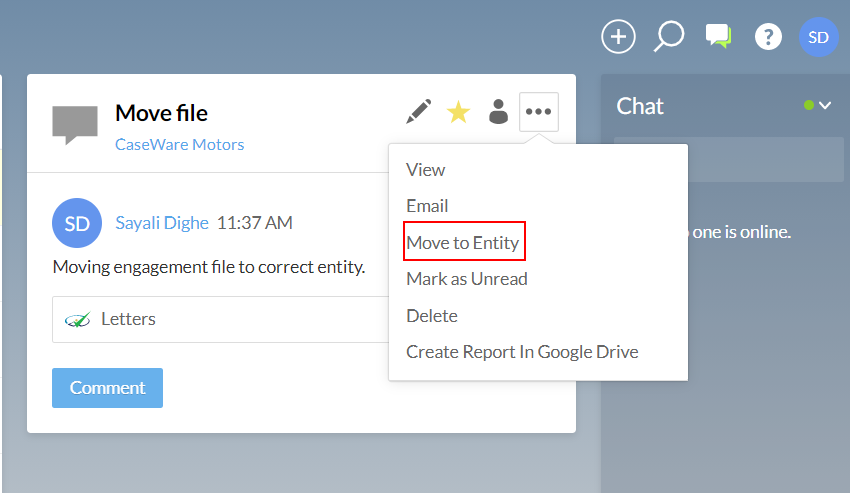 SD
Move file
CaseWare Motors
Chat
View
Email
Move to Entity
Mark as Unread
Delete
Create Report In Google Drive
SD
Sayali Dighe 11:37 AM
Moving engagement file to correct entity.
Letters
Comment
one is online.